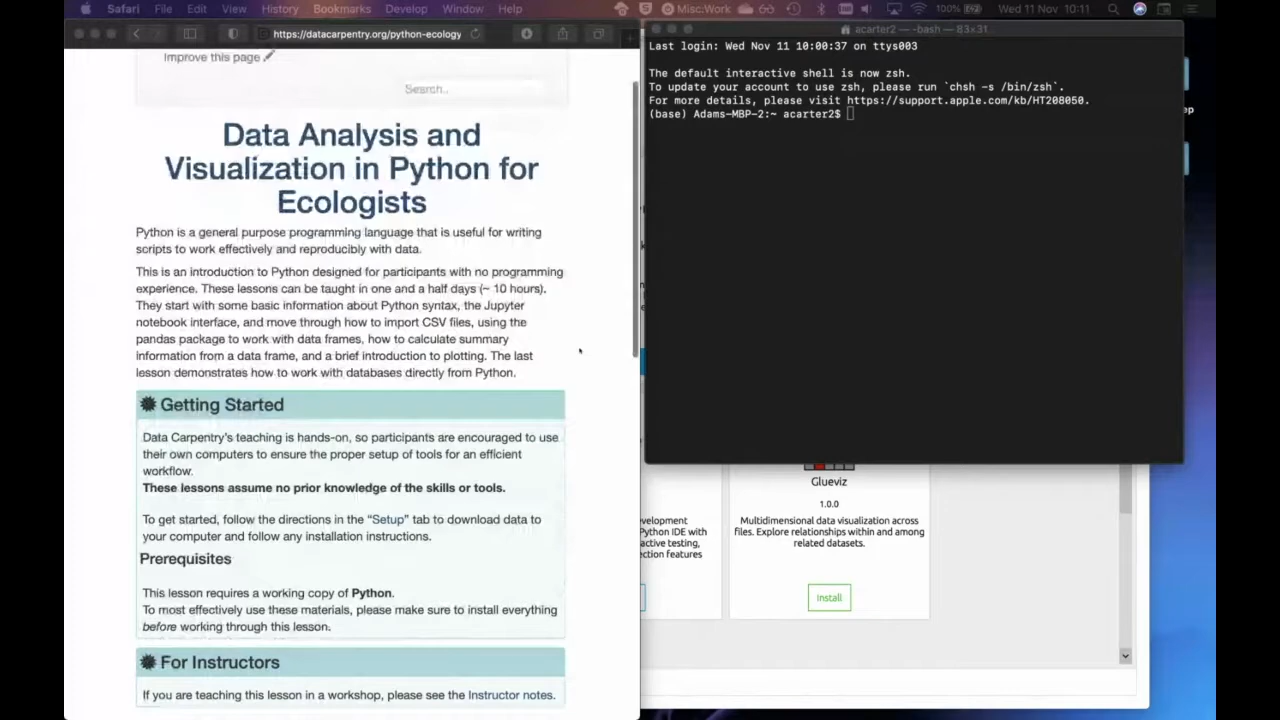 Safari File Edit View History Bookmarks Develop Window Help
Misc:Work 100% Wed 11 Nov 10:11
https://datacarpentry.org/python-ecology
Improve this page
Search..
Data Analysis and
Visualization in Python for
Ecologists
Python is a general purpose programming language that is useful for writing
scripts to work effectively and reproducibly with data.
This is an introduction to Python designed for participants with no programming
experience. These lessons can be taught in one and a half days (~ 10 hours).
They start with some basic information about Python syntax, the Jupyter
notebook interface, and move through how to import CSV files, using the
pandas package to work with data frames, how to calculate summary
information from a data frame, and a brief introduction to plotting. The last
lesson demonstrates how to work with databases directly from Python.
Getting Started
Data Carpentry's teaching is hands-on, so participants are encouraged to use
their own computers to ensure the proper setup of tools for an efficient
workflow.
These lessons assume no prior knowledge of the skills or tools.
To get started, follow the directions in the “Setup” tab to download data to
your computer and follow any installation instructions.
Prerequisites
This lesson requires a working copy of Python.
To most effectively use these materials, please make sure to install everything
before working through this lesson.
For Instructors
If you are teaching this lesson in a workshop, please see the Instructor notes.
acarter2 — -bash — 83×31
Last login: Wed Nov 11 10:00:37 on ttys003
The default interactive shell is now zsh.
To update your account to use zsh, please run `chsh -s /bin/zsh`.
For more details, please visit https://support.apple.com/kb/HT208050.
(base) Adams-MBP-2:~ acarter2$
ep
velopment
Python IDE with
active testing,
ection features
Glueviz
1.0.0
Multidimensional data visualization across
files. Explore relationships within and among
related datasets.
Install